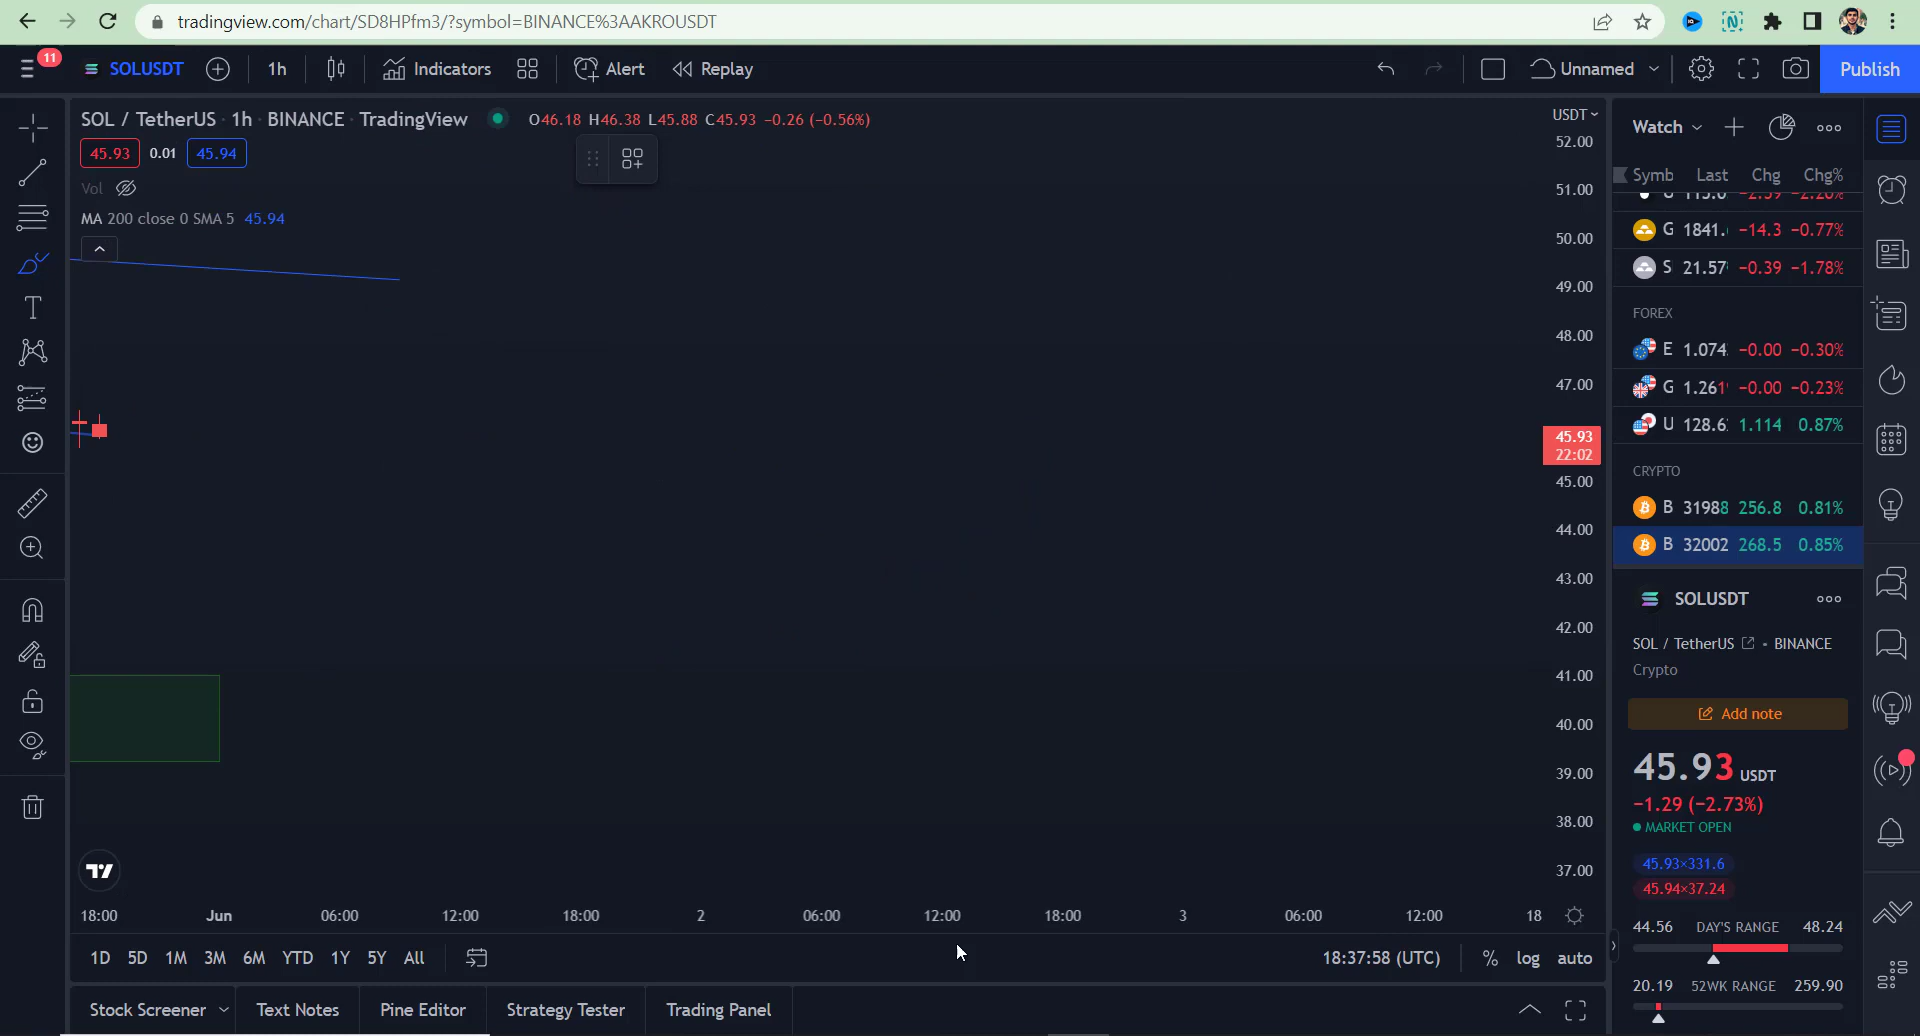 tradingview.com/chart/SD8HPfm3/?symbol=BINANCE%3AAKROUSDT
11
SOLUSDT 1h Indicators Alert Replay Unnamed Publish
SOL / TetherUS · 1h · BINANCE · TradingView O46.18 H46.38 L45.88 C45.93 −0.26 (−0.56%)
45.93 0.01 45.94
Vol
MA 200 close 0 SMA 5 45.94
USDT
52.00
51.00
50.00
49.00
48.00
47.00
45.93
22:02
45.00
44.00
43.00
42.00
41.00
40.00
39.00
38.00
37.00
18:00 Jun 06:00 12:00 18:00 2 06:00 12:00 18:00 3 06:00 12:00 18
1D 5D 1M 3M 6M YTD 1Y 5Y All 18:37:58 (UTC) % log auto
Stock Screener Text Notes Pine Editor Strategy Tester Trading Panel
Watch
Symb Last Chg Chg%
G 1841. −14.3 −0.77%
S 21.57 −0.39 −1.78%
FOREX
E 1.074 −0.00 −0.30%
G 1.261 −0.00 −0.23%
U 128.6 1.114 0.87%
CRYPTO
B 31988 256.8 0.81%
B 32002 268.5 0.85%
SOLUSDT
SOL / TetherUS • BINANCE
Crypto
Add note
45.93 USDT
−1.29 (−2.73%)
MARKET OPEN
45.93×331.6
45.94×37.24
44.56 DAY'S RANGE 48.24
20.19 52WK RANGE 259.90